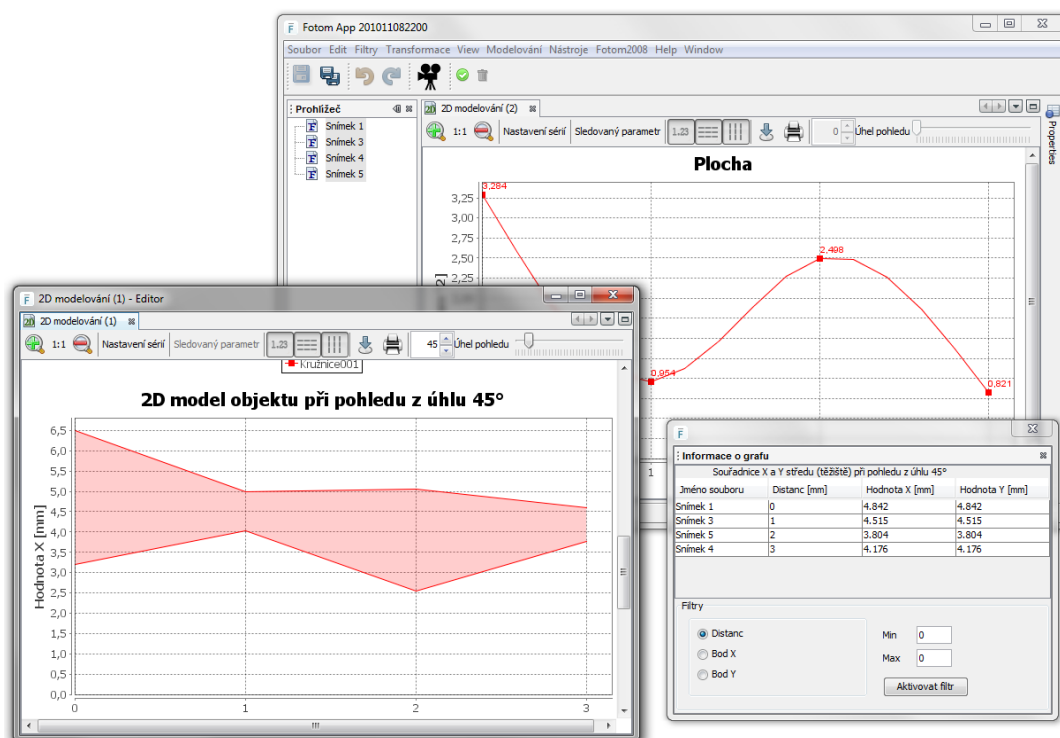 Fotom App 201011082200
Soubor Edit Filtry Transformace View Modelování Nástroje Fotom2008 Help Window
Prohlížeč
Snímek 1
Snímek 3
Snímek 4
Snímek 5
2D modelování (2)
1:1 Nastavení sérií Sledovaný parametr 1.23 0 Úhel pohledu
Properties
Plocha
3,284
3,25
3,00
2,75
2,50
2,25
2,498
0,954
0,821
1
2D modelování (1) - Editor
2D modelování (1)
1:1 Nastavení sérií Sledovaný parametr 1.23 45 Úhel pohledu
Kružnice001
2D model objektu při pohledu z úhlu 45°
Hodnota X [mm]
6,5
6,0
5,5
5,0
4,5
4,0
3,5
3,0
2,5
2,0
1,5
1,0
0,5
0,0
0 1 2 3
Informace o grafu
Souřadnice X a Y středu (těžiště) při pohledu z úhlu 45°
Jméno souboru Distanc [mm] Hodnota X [mm] Hodnota Y [mm]
Snímek 1 0 4.842 4.842
Snímek 3 1 4.515 4.515
Snímek 5 2 3.804 3.804
Snímek 4 3 4.176 4.176
Filtry
Distanc
Bod X
Bod Y
Min 0
Max 0
Aktivovat filtr